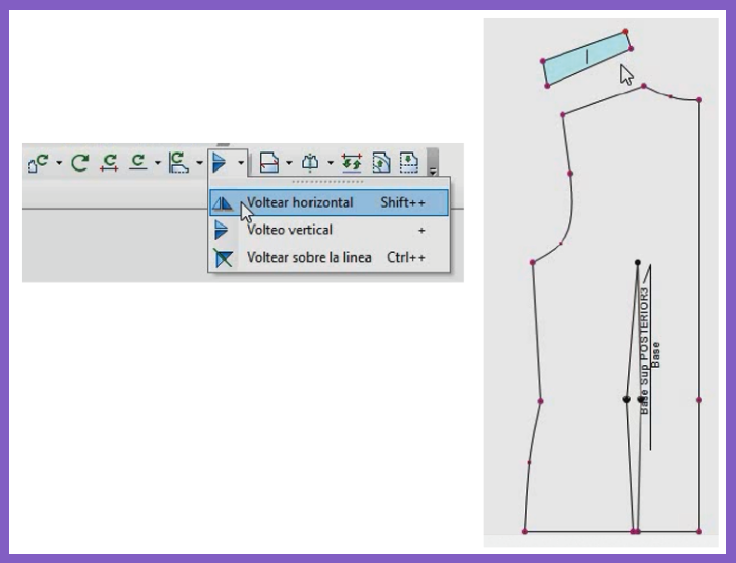 Voltear horizontal Shift++
Volteo vertical +
Voltear sobre la linea Ctrl++
Base Sup POSTERIOR3
Base